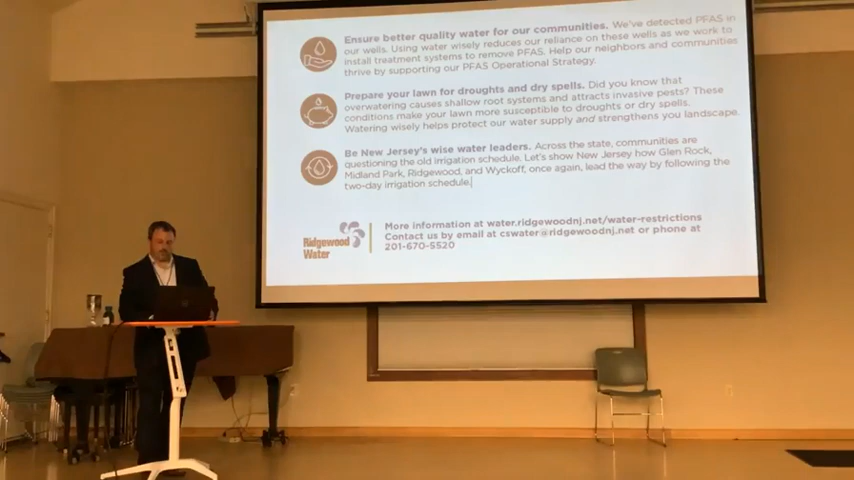 Ensure better quality water for our communities. We've detected PFAS in
our wells. Using water wisely reduces our reliance on these wells as we work to
install treatment systems to remove PFAS. Help our neighbors and communities
thrive by supporting our PFAS Operational Strategy.
Prepare your lawn for droughts and dry spells. Did you know that
overwatering causes shallow root systems and attracts invasive pests? These
conditions make your lawn more susceptible to droughts or dry spells.
Watering wisely helps protect our water supply and strengthens you landscape.
Be New Jersey's wise water leaders. Across the state, communities are
questioning the old irrigation schedule. Let's show New Jersey how Glen Rock,
Midland Park, Ridgewood, and Wyckoff, once again, lead the way by following the
two-day irrigation schedule.
Ridgewood
Water
More information at water.ridgewoodnj.net/water-restrictions
Contact us by email at cswater@ridgewoodnj.net or phone at
201-670-5520